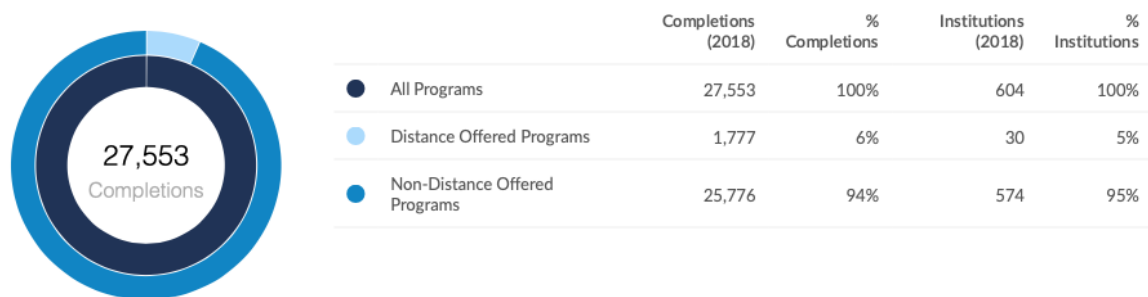 27,553
Completions
Completions (2018) % Completions Institutions (2018) % Institutions
All Programs 27,553 100% 604 100%
Distance Offered Programs 1,777 6% 30 5%
Non-Distance Offered Programs 25,776 94% 574 95%